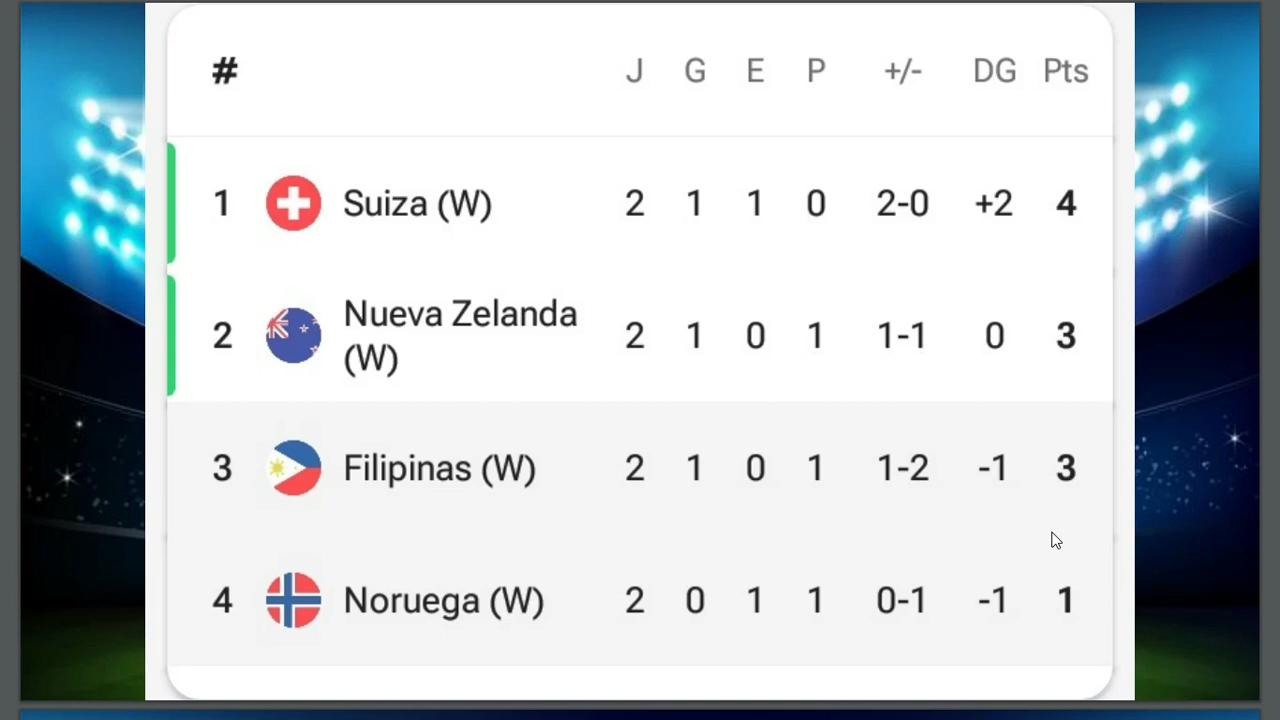 # J G E P +/- DG Pts
1 Suiza (W) 2 1 1 0 2-0 +2 4
2 Nueva Zelanda (W) 2 1 0 1 1-1 0 3
3 Filipinas (W) 2 1 0 1 1-2 -1 3
4 Noruega (W) 2 0 1 1 0-1 -1 1